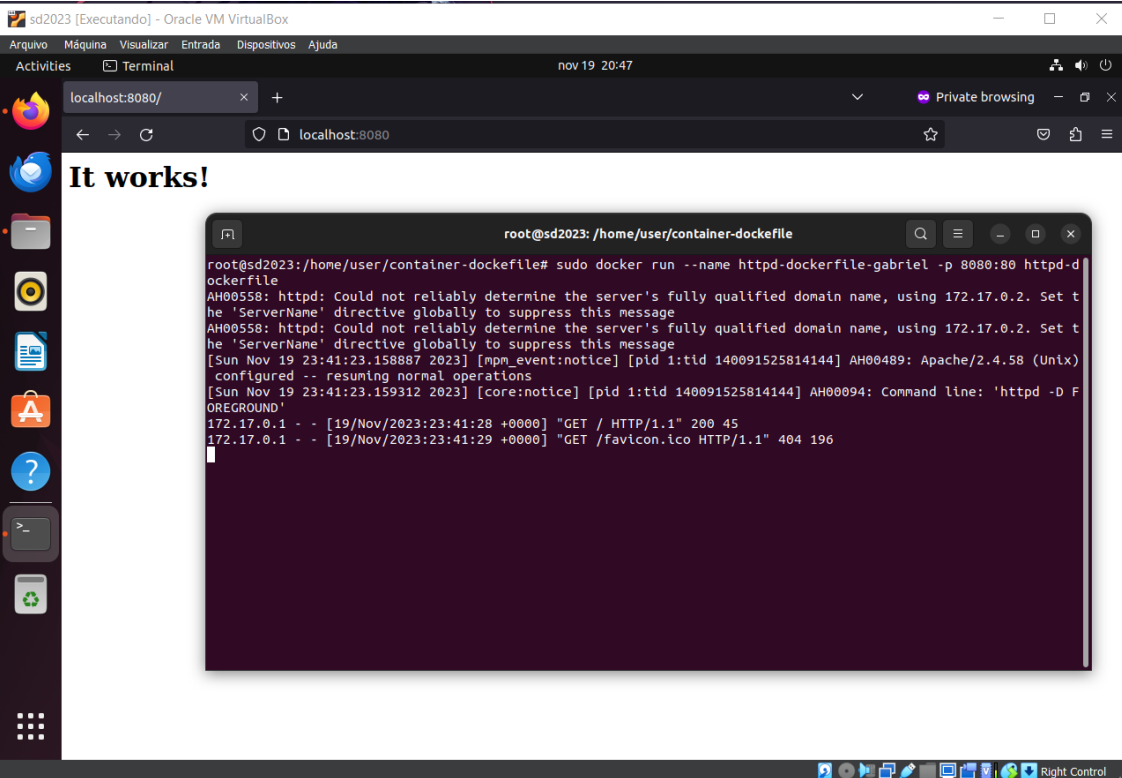 sd2023 [Executando] - Oracle VM VirtualBox
Arquivo Máquina Visualizar Entrada Dispositivos Ajuda
Activities Terminal nov 19 20:47
localhost:8080/ Private browsing
localhost:8080
It works!
root@sd2023: /home/user/container-dockefile
root@sd2023:/home/user/container-dockefile# sudo docker run --name httpd-dockerfile-gabriel -p 8080:80 httpd-d
ockerfile
AH00558: httpd: Could not reliably determine the server's fully qualified domain name, using 172.17.0.2. Set t
he 'ServerName' directive globally to suppress this message
AH00558: httpd: Could not reliably determine the server's fully qualified domain name, using 172.17.0.2. Set t
he 'ServerName' directive globally to suppress this message
[Sun Nov 19 23:41:23.158887 2023] [mpm_event:notice] [pid 1:tid 140091525814144] AH00489: Apache/2.4.58 (Unix)
 configured -- resuming normal operations
[Sun Nov 19 23:41:23.159312 2023] [core:notice] [pid 1:tid 140091525814144] AH00094: Command line: 'httpd -D F
OREGROUND'
172.17.0.1 - - [19/Nov/2023:23:41:28 +0000] "GET / HTTP/1.1" 200 45
172.17.0.1 - - [19/Nov/2023:23:41:29 +0000] "GET /favicon.ico HTTP/1.1" 404 196
Right Control